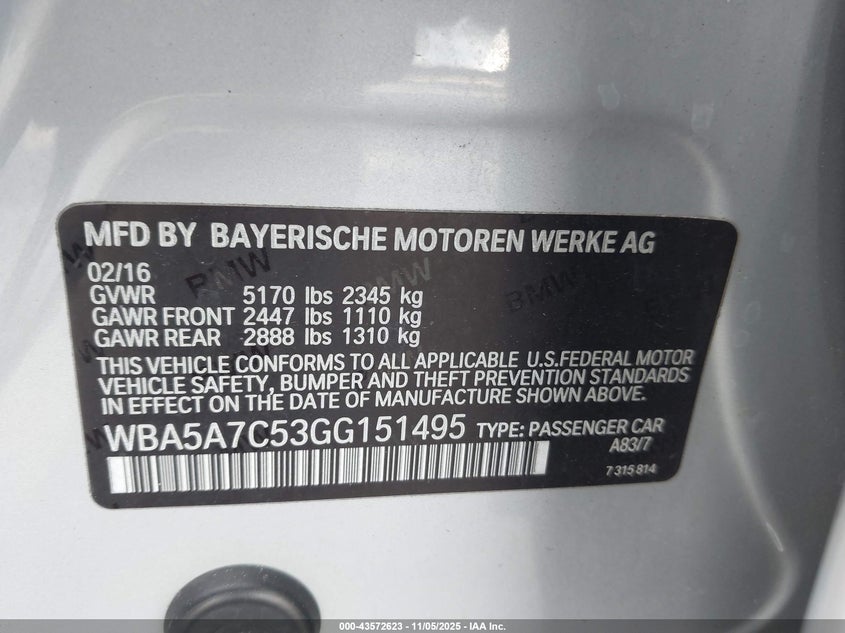 MFD BY BAYERISCHE MOTOREN WERKE AG
02/16
GVWR 5170 lbs 2345 kg
GAWR FRONT 2447 lbs 1110 kg
GAWR REAR 2888 lbs 1310 kg
THIS VEHICLE CONFORMS TO ALL APPLICABLE U.S.FEDERAL MOTOR
VEHICLE SAFETY, BUMPER AND THEFT PREVENTION STANDARDS
IN EFFECT ON THE DATE OF MANUFACTURE SHOWN ABOVE.
WBA5A7C53GG151495 TYPE: PASSENGER CAR
A83/7
7 315 814
BMW BMW
000-43572623 - 11/05/2025 - IAA Inc.